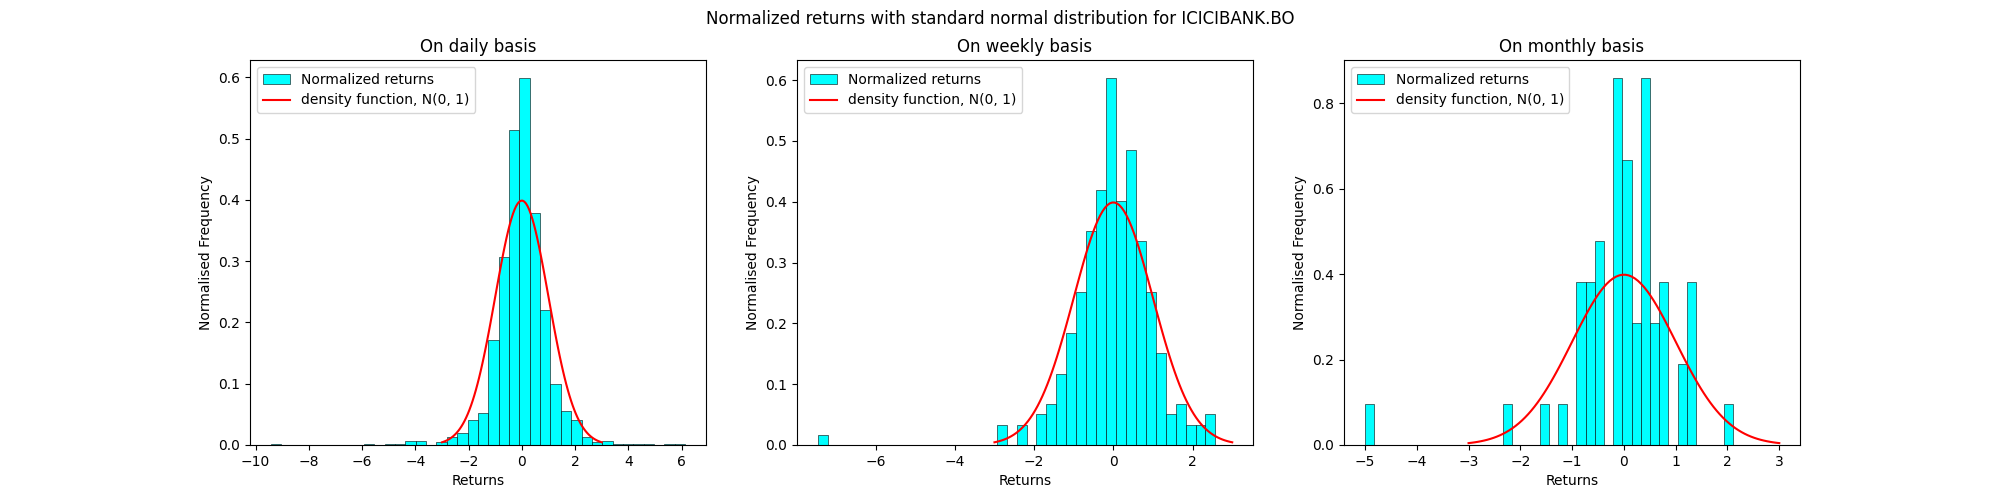 Normalized returns with standard normal distribution for ICICIBANK.BO
On daily basis
Normalized returns
density function, N(0, 1)
Normalised Frequency
0.6
0.5
0.4
0.3
0.2
0.1
0.0
−10 −8 −6 −4 −2 0 2 4 6
Returns
On weekly basis
Normalized returns
density function, N(0, 1)
Normalised Frequency
0.6
0.5
0.4
0.3
0.2
0.1
0.0
−6 −4 −2 0 2
Returns
On monthly basis
Normalized returns
density function, N(0, 1)
Normalised Frequency
0.8
0.6
0.4
0.2
0.0
−5 −4 −3 −2 −1 0 1 2 3
Returns